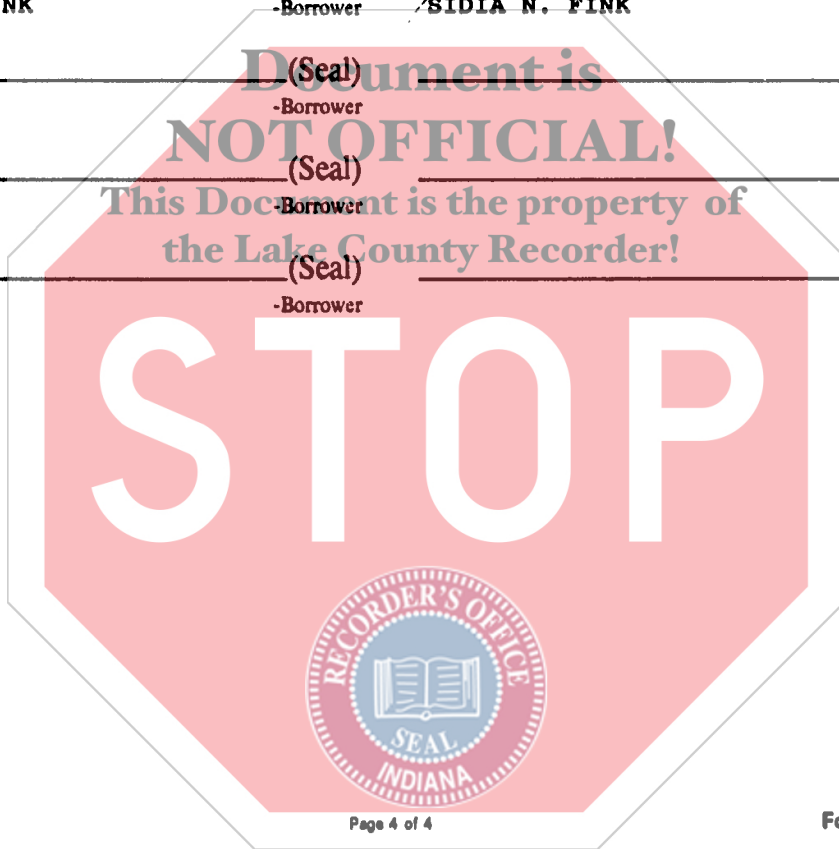 NK -Borrower SIDIA N. FINK
(Seal)
-Borrower
(Seal)
-Borrower
(Seal)
-Borrower
Document is
NOT OFFICIAL!
This Document is the property of
the Lake County Recorder!
STOP
RECORDER'S OFFICE
SEAL
INDIANA
Page 4 of 4